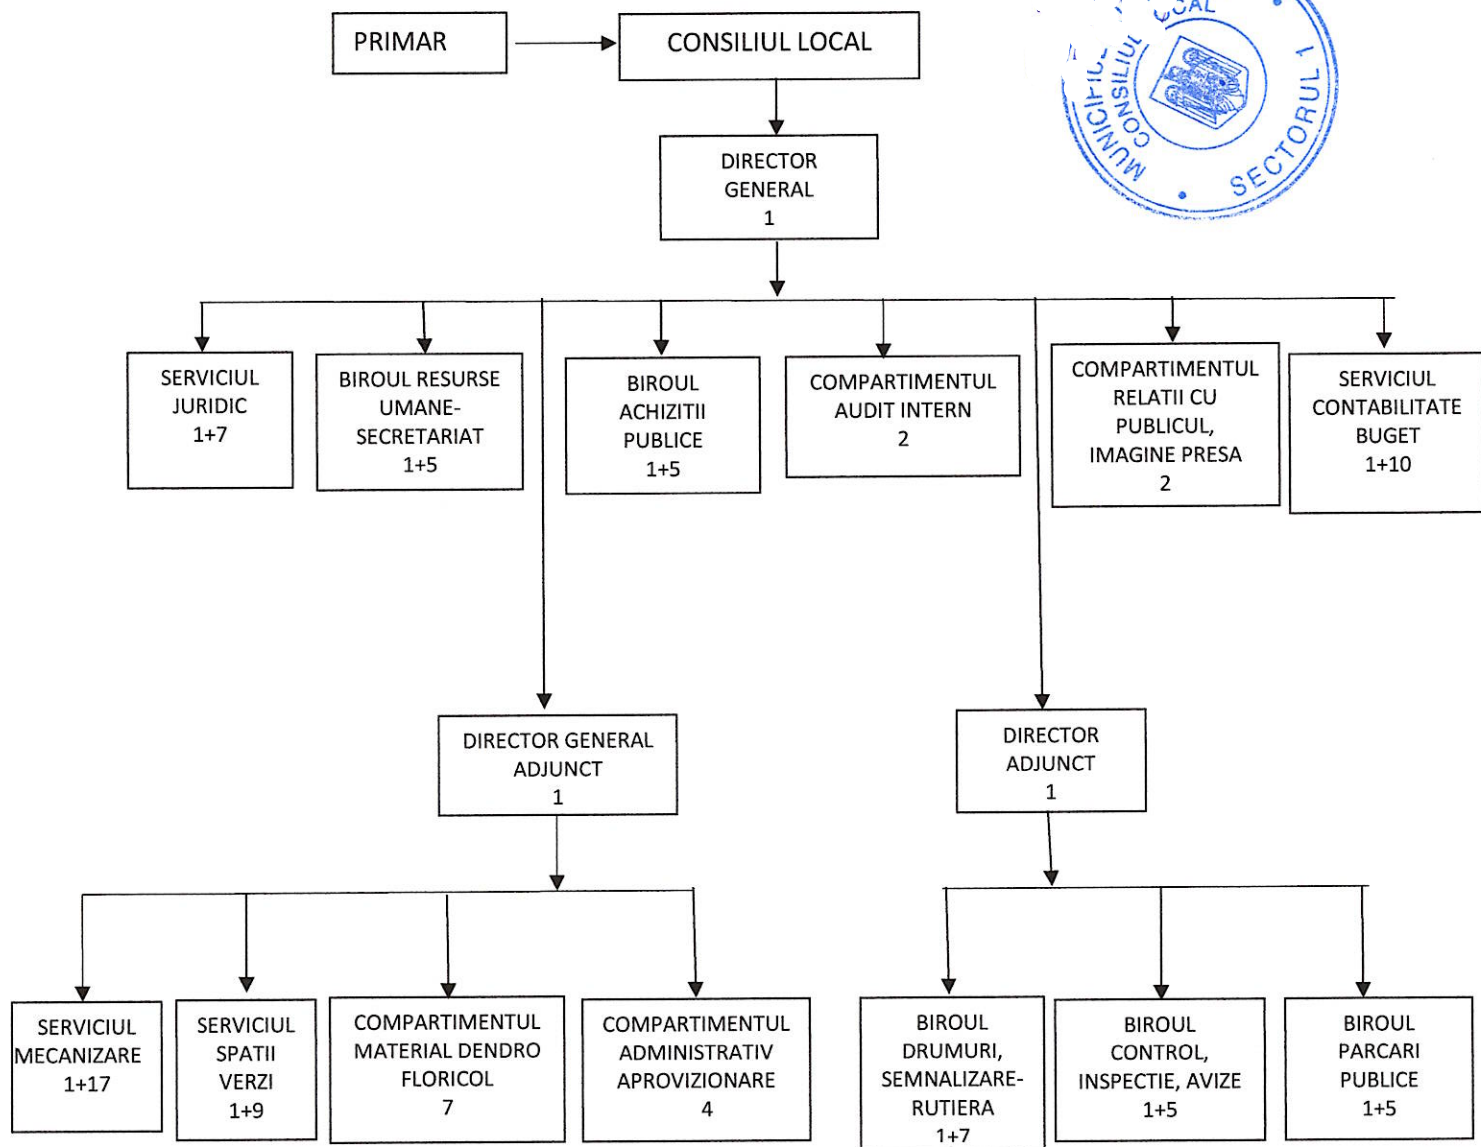 PRIMAR
CONSILIUL LOCAL
MUNICIPIUL
CONSILIUL LOCAL
SECTORUL 1
DIRECTOR
GENERAL
1
SERVICIUL
JURIDIC
1+7
BIROUL RESURSE
UMANE-
SECRETARIAT
1+5
BIROUL
ACHIZITII
PUBLICE
1+5
COMPARTIMENTUL
AUDIT INTERN
2
COMPARTIMENTUL
RELATII CU
PUBLICUL,
IMAGINE PRESA
2
SERVICIUL
CONTABILITATE
BUGET
1+10
DIRECTOR GENERAL
ADJUNCT
1
DIRECTOR
ADJUNCT
1
SERVICIUL
MECANIZARE
1+17
SERVICIUL
SPATII
VERZI
1+9
COMPARTIMENTUL
MATERIAL DENDRO
FLORICOL
7
COMPARTIMENTUL
ADMINISTRATIV
APROVIZIONARE
4
BIROUL
DRUMURI,
SEMNALIZARE-
RUTIERA
1+7
BIROUL
CONTROL,
INSPECTIE, AVIZE
1+5
BIROUL
PARCARI
PUBLICE
1+5